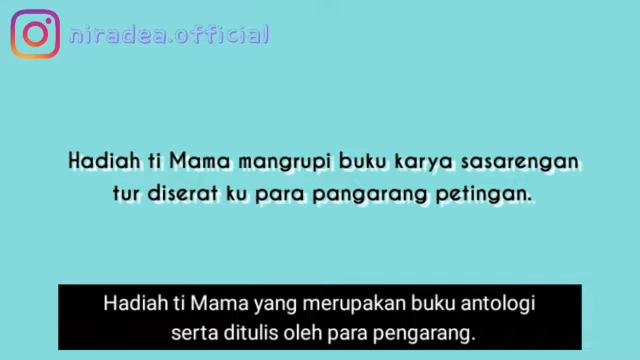 niradea.official
Hadiah ti Mama mangrupi buku karya sasarengan
tur diserat ku para pangarang petingan.
Hadiah ti Mama yang merupakan buku antologi
serta ditulis oleh para pengarang.